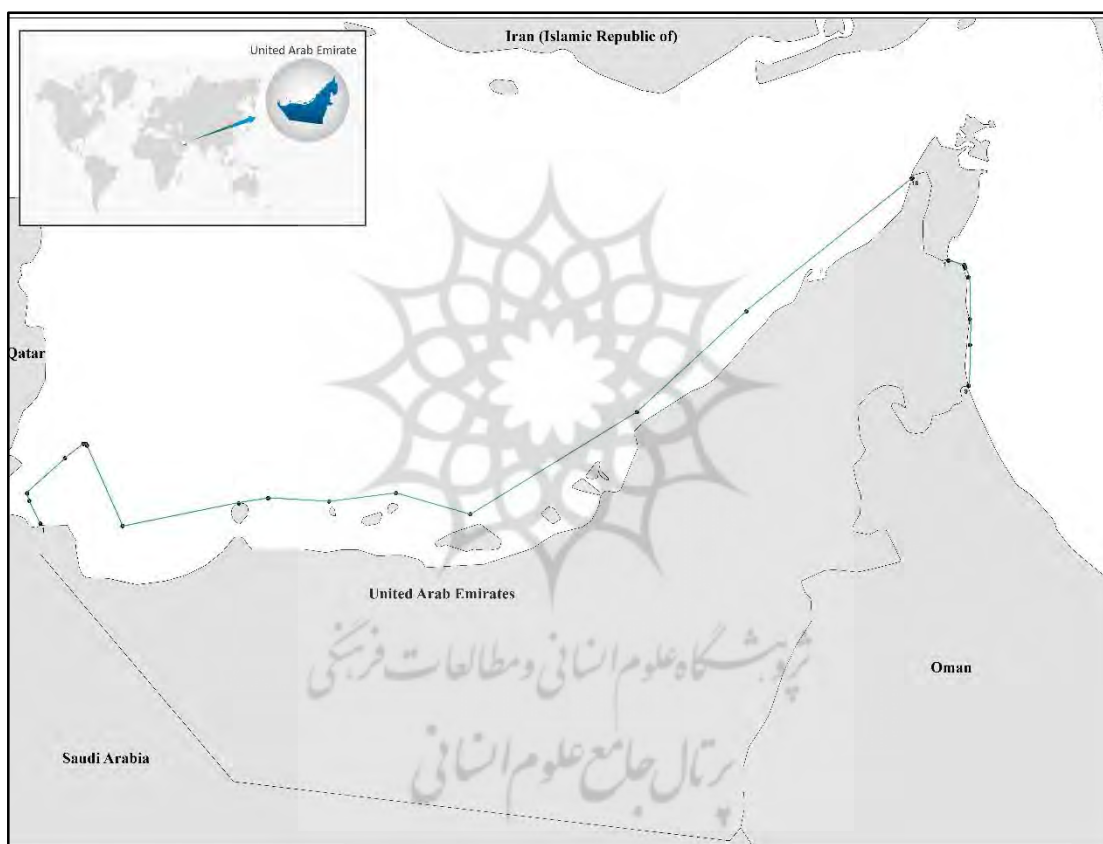 Iran (Islamic Republic of)
United Arab Emirate
Qatar
United Arab Emirates
پژوهشگاه علوم انسانی و مطالعات فرهنگی
Oman
Saudi Arabia
پرتال جامع علوم انسانی